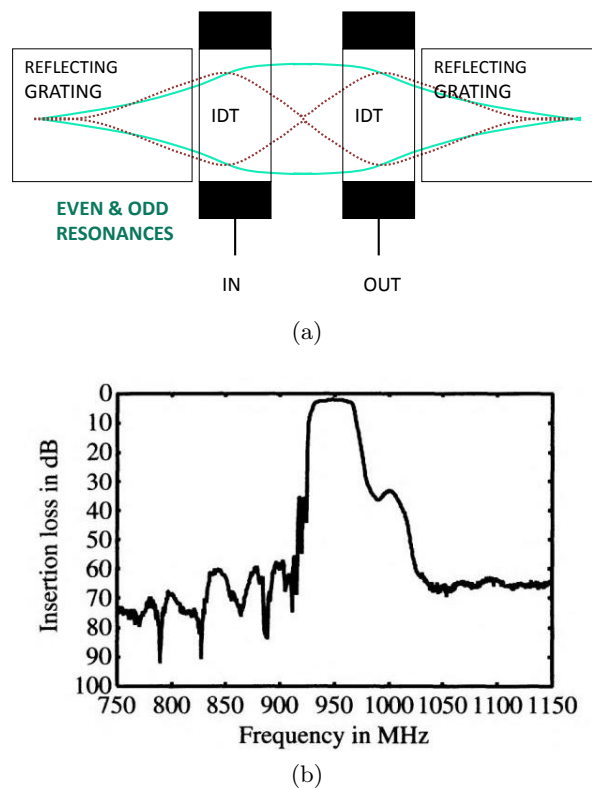 REFLECTING
GRATING
IDT
IDT
REFLECTING
GRATING
EVEN & ODD
RESONANCES
IN
OUT
(a)
Insertion loss in dB
0
10
20
30
40
50
60
70
80
90
100
750 800 850 900 950 1000 1050 1100 1150
Frequency in MHz
(b)